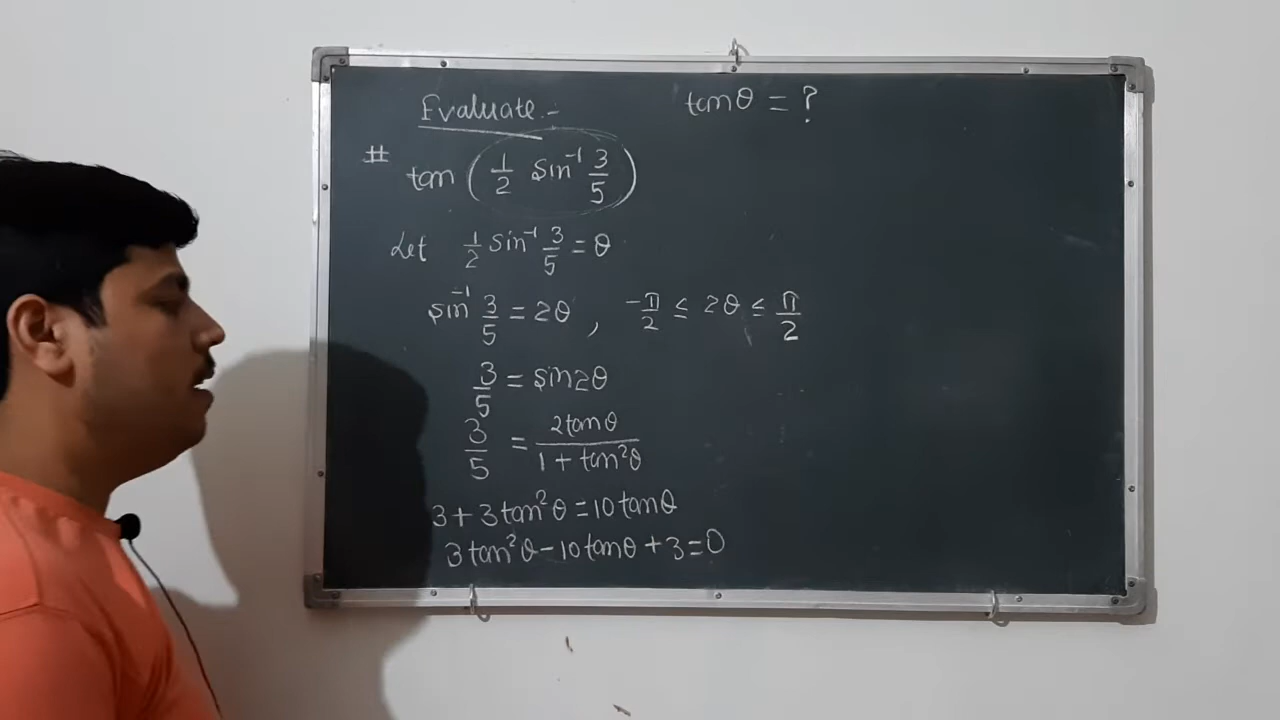 Evaluate :-
tanθ = ?
# tan (1/2 sin⁻¹ 3/5)
Let 1/2 sin⁻¹ 3/5 = θ
sin⁻¹ 3/5 = 2θ , -π/2 ≤ 2θ ≤ π/2
3/5 = sin2θ
3/5 = 2tanθ/(1 + tan²θ)
3 + 3tan²θ = 10tanθ
3tan²θ - 10tanθ + 3 = 0